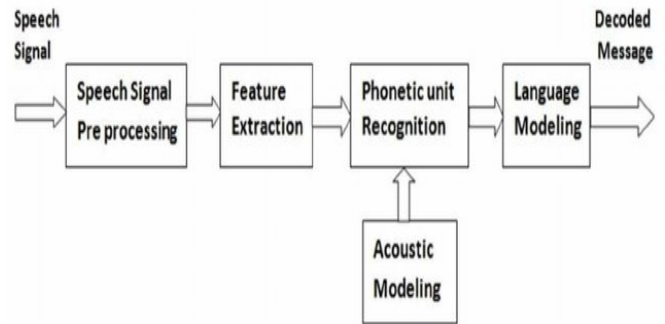 Speech
Signal
Decoded
Message
Speech Signal
Pre processing
Feature
Extraction
Phonetic unit
Recognition
Language
Modeling
Acoustic
Modeling